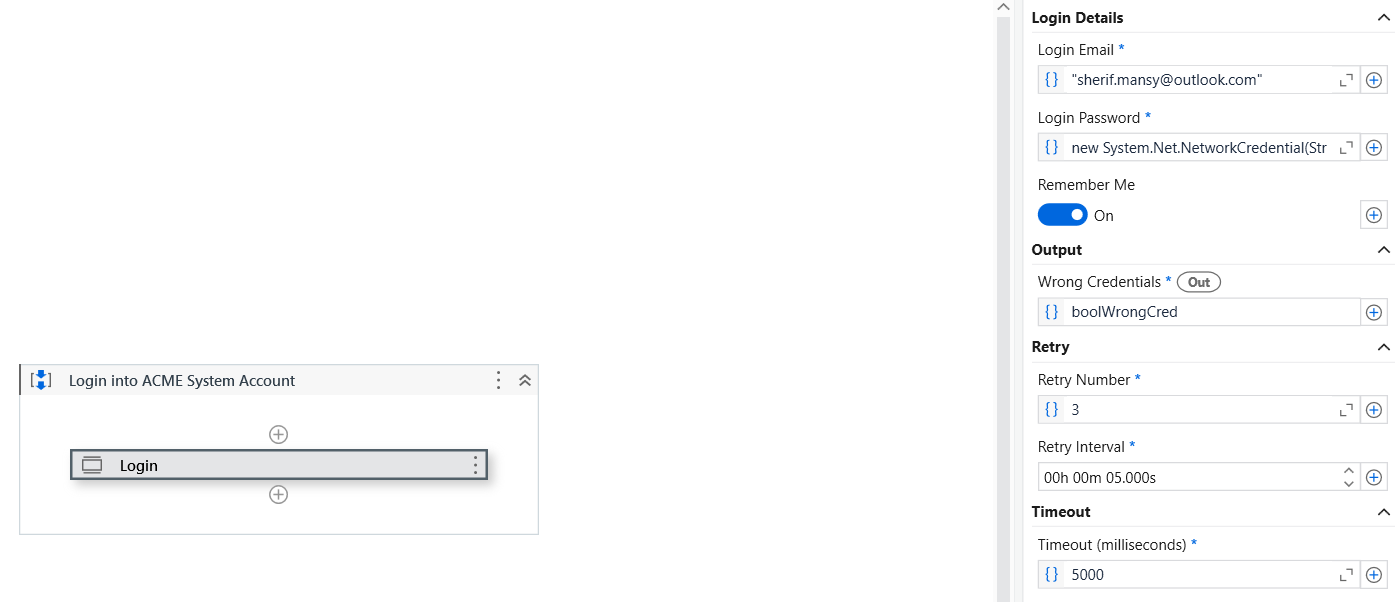 Login into ACME System Account
Login
Login Details
Login Email *
{} "sherif.mansy@outlook.com"
Login Password *
{} new System.Net.NetworkCredential(Str
Remember Me
On
Output
Wrong Credentials * Out
{} boolWrongCred
Retry
Retry Number *
{} 3
Retry Interval *
00h 00m 05.000s
Timeout
Timeout (milliseconds) *
{} 5000